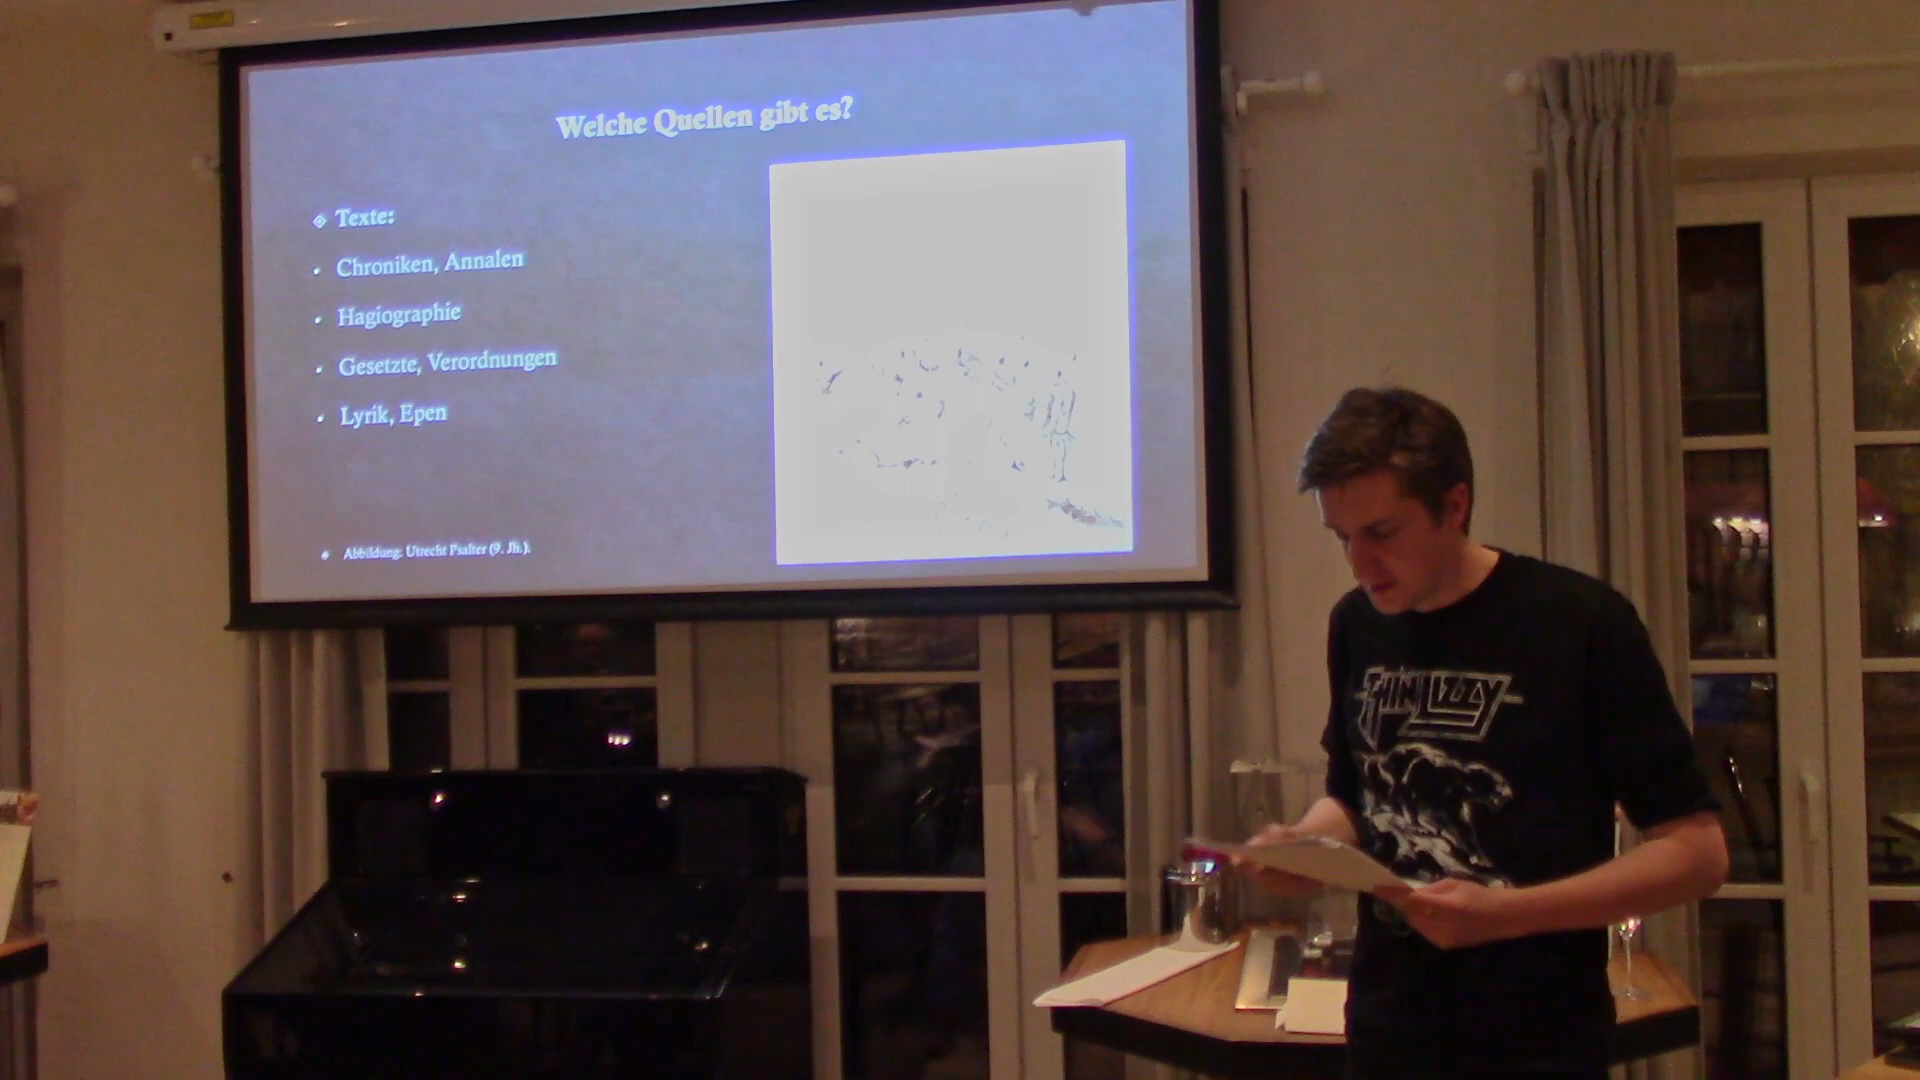 Welche Quellen gibt es?
Texte:
Chroniken, Annalen
Hagiographie
Gesetzte, Verordnungen
Lyrik, Epen
Abbildung: Utrecht Psalter (9. Jh.).
THIN LIZZY